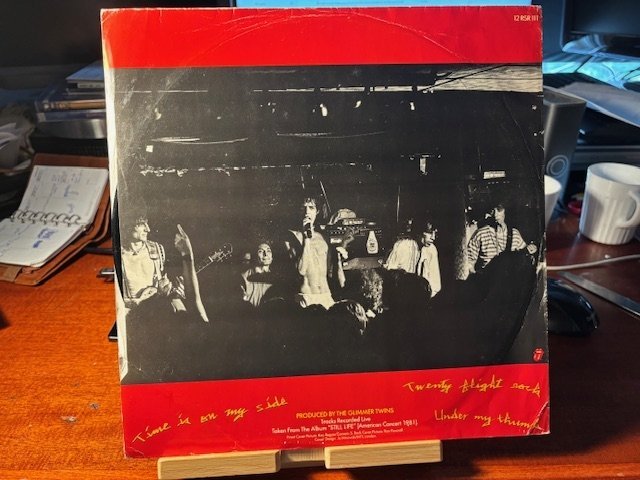 12 RSR 111
Time is on my side
Twenty flight rock
Under my thumb
PRODUCED BY THE GLIMMER TWINS
Tracks Recorded Live
Taken From The Album "STILL LIFE" (American Concert 1981).